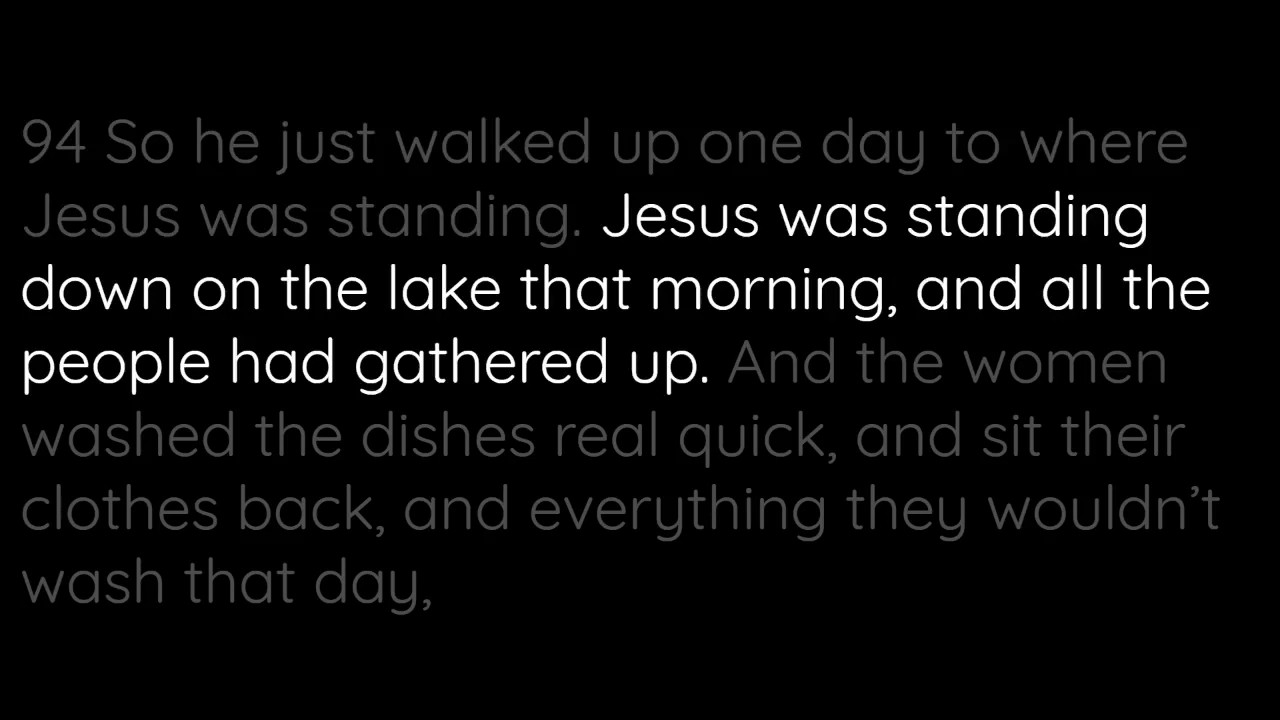 94 So he just walked up one day to where
Jesus was standing. Jesus was standing
down on the lake that morning, and all the
people had gathered up. And the women
washed the dishes real quick, and sit their
clothes back, and everything they wouldn’t
wash that day,